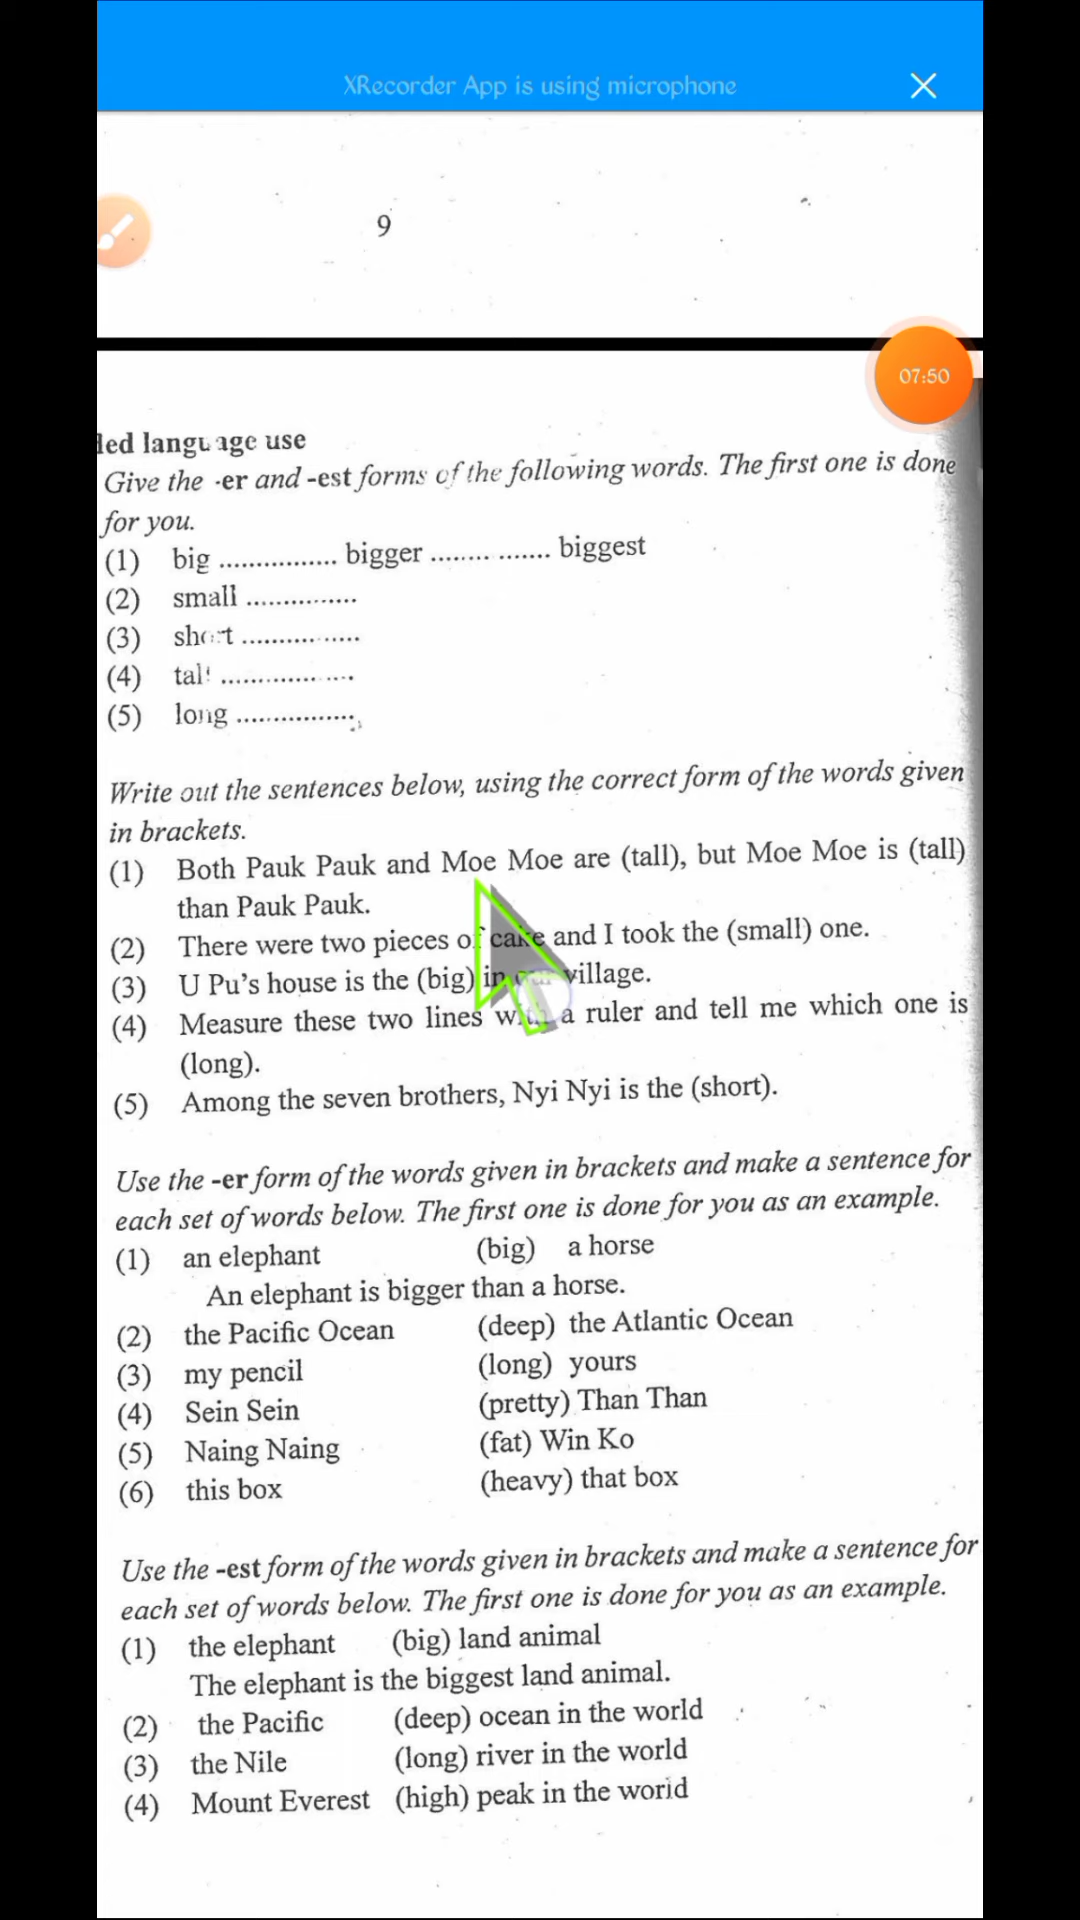 XRecorder App is using microphone
9
07:50
ded language use
Give the -er and -est forms of the following words. The first one is done
for you.
(1) big ................ bigger ........ ....... biggest
(2) small ...............
(3) short ................
(4) tall .................
(5) long ................
Write out the sentences below, using the correct form of the words given
in brackets.
(1) Both Pauk Pauk and Moe Moe are (tall), but Moe Moe is (tall)
than Pauk Pauk.
(2) There were two pieces of cake and I took the (small) one.
(3) U Pu's house is the (big) in our village.
(4) Measure these two lines with a ruler and tell me which one is
(long).
(5) Among the seven brothers, Nyi Nyi is the (short).
Use the -er form of the words given in brackets and make a sentence for
each set of words below. The first one is done for you as an example.
(1) an elephant (big) a horse
An elephant is bigger than a horse.
(2) the Pacific Ocean (deep) the Atlantic Ocean
(3) my pencil (long) yours
(4) Sein Sein (pretty) Than Than
(5) Naing Naing (fat) Win Ko
(6) this box (heavy) that box
Use the -est form of the words given in brackets and make a sentence for
each set of words below. The first one is done for you as an example.
(1) the elephant (big) land animal
The elephant is the biggest land animal.
(2) the Pacific (deep) ocean in the world
(3) the Nile (long) river in the world
(4) Mount Everest (high) peak in the world